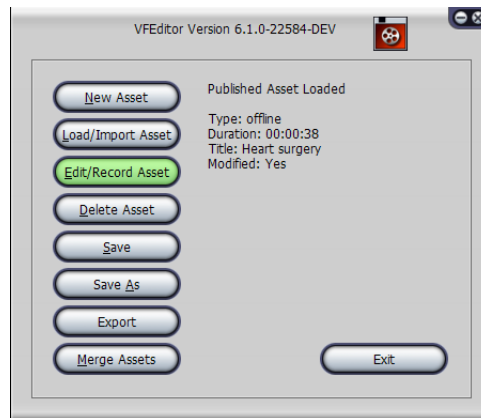 VFEditor Version 6.1.0-22584-DEV
New Asset
Load/Import Asset
Edit/Record Asset
Delete Asset
Save
Save As
Export
Merge Assets
Published Asset Loaded
Type: offline
Duration: 00:00:38
Title: Heart surgery
Modified: Yes
Exit